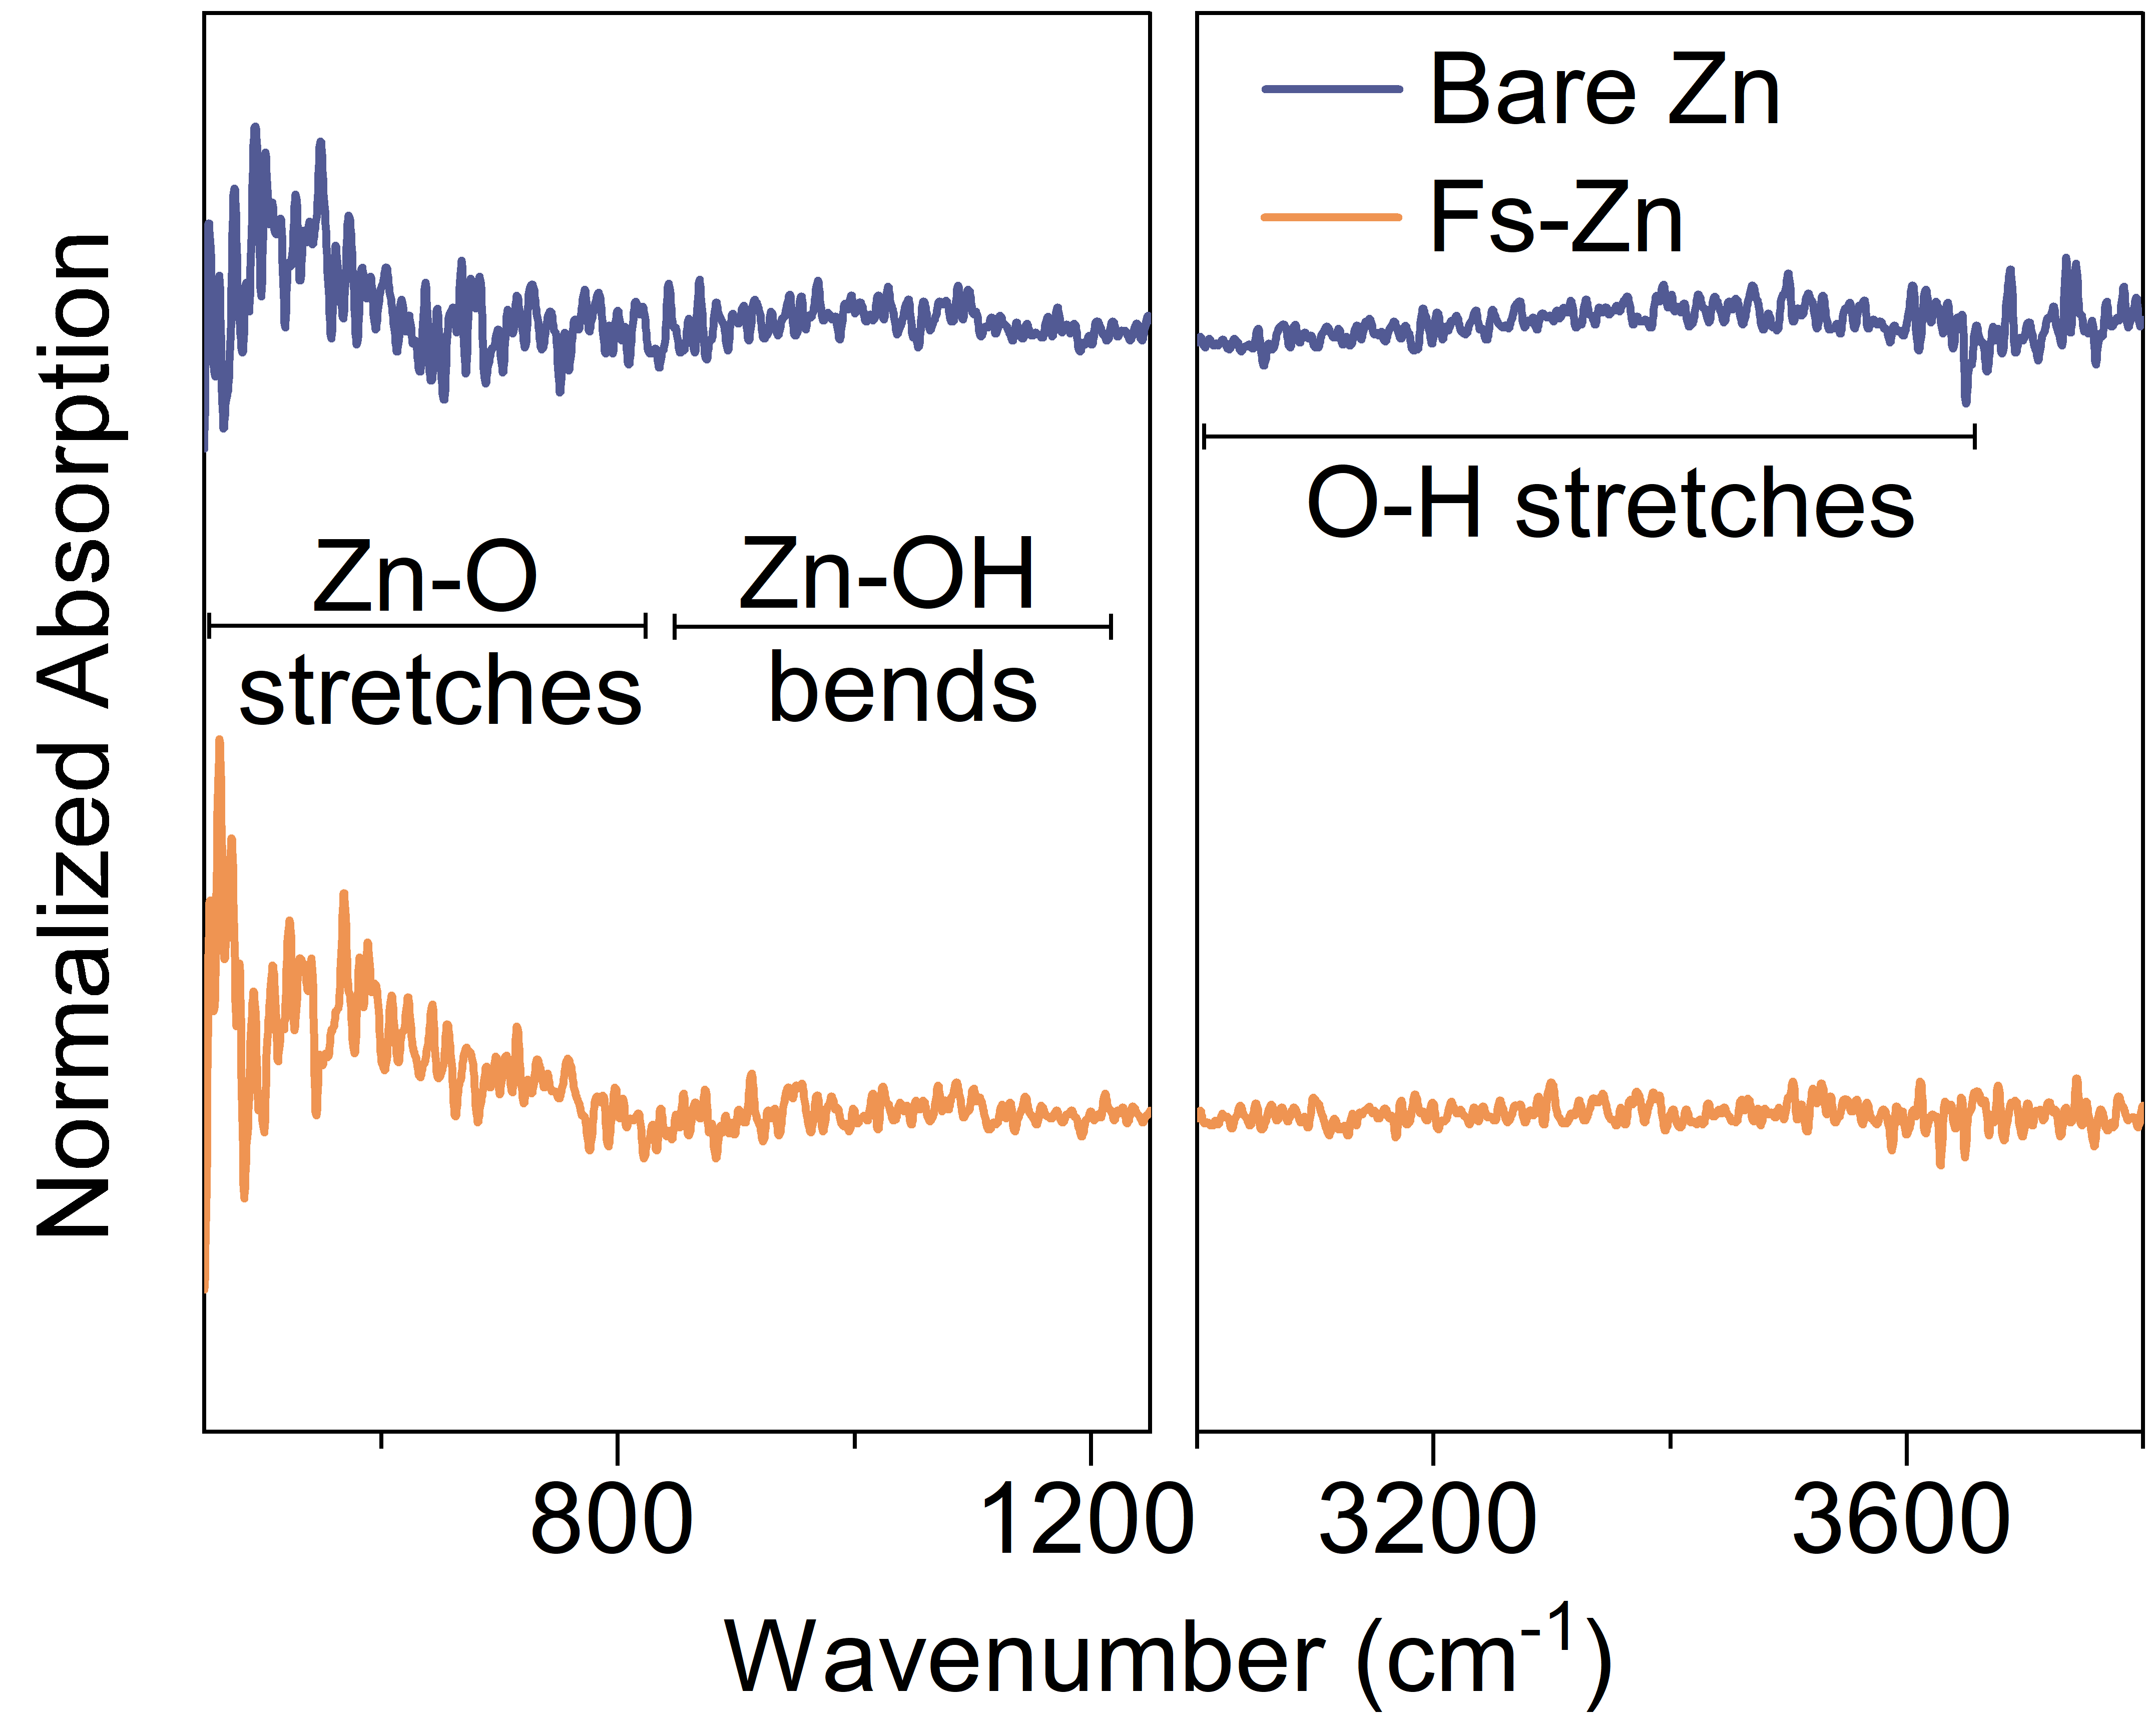 Normalized Absorption
Bare Zn
Fs-Zn
O-H stretches
Zn-O
stretches
Zn-OH
bends
800
1200
3200
3600
Wavenumber (cm⁻¹)